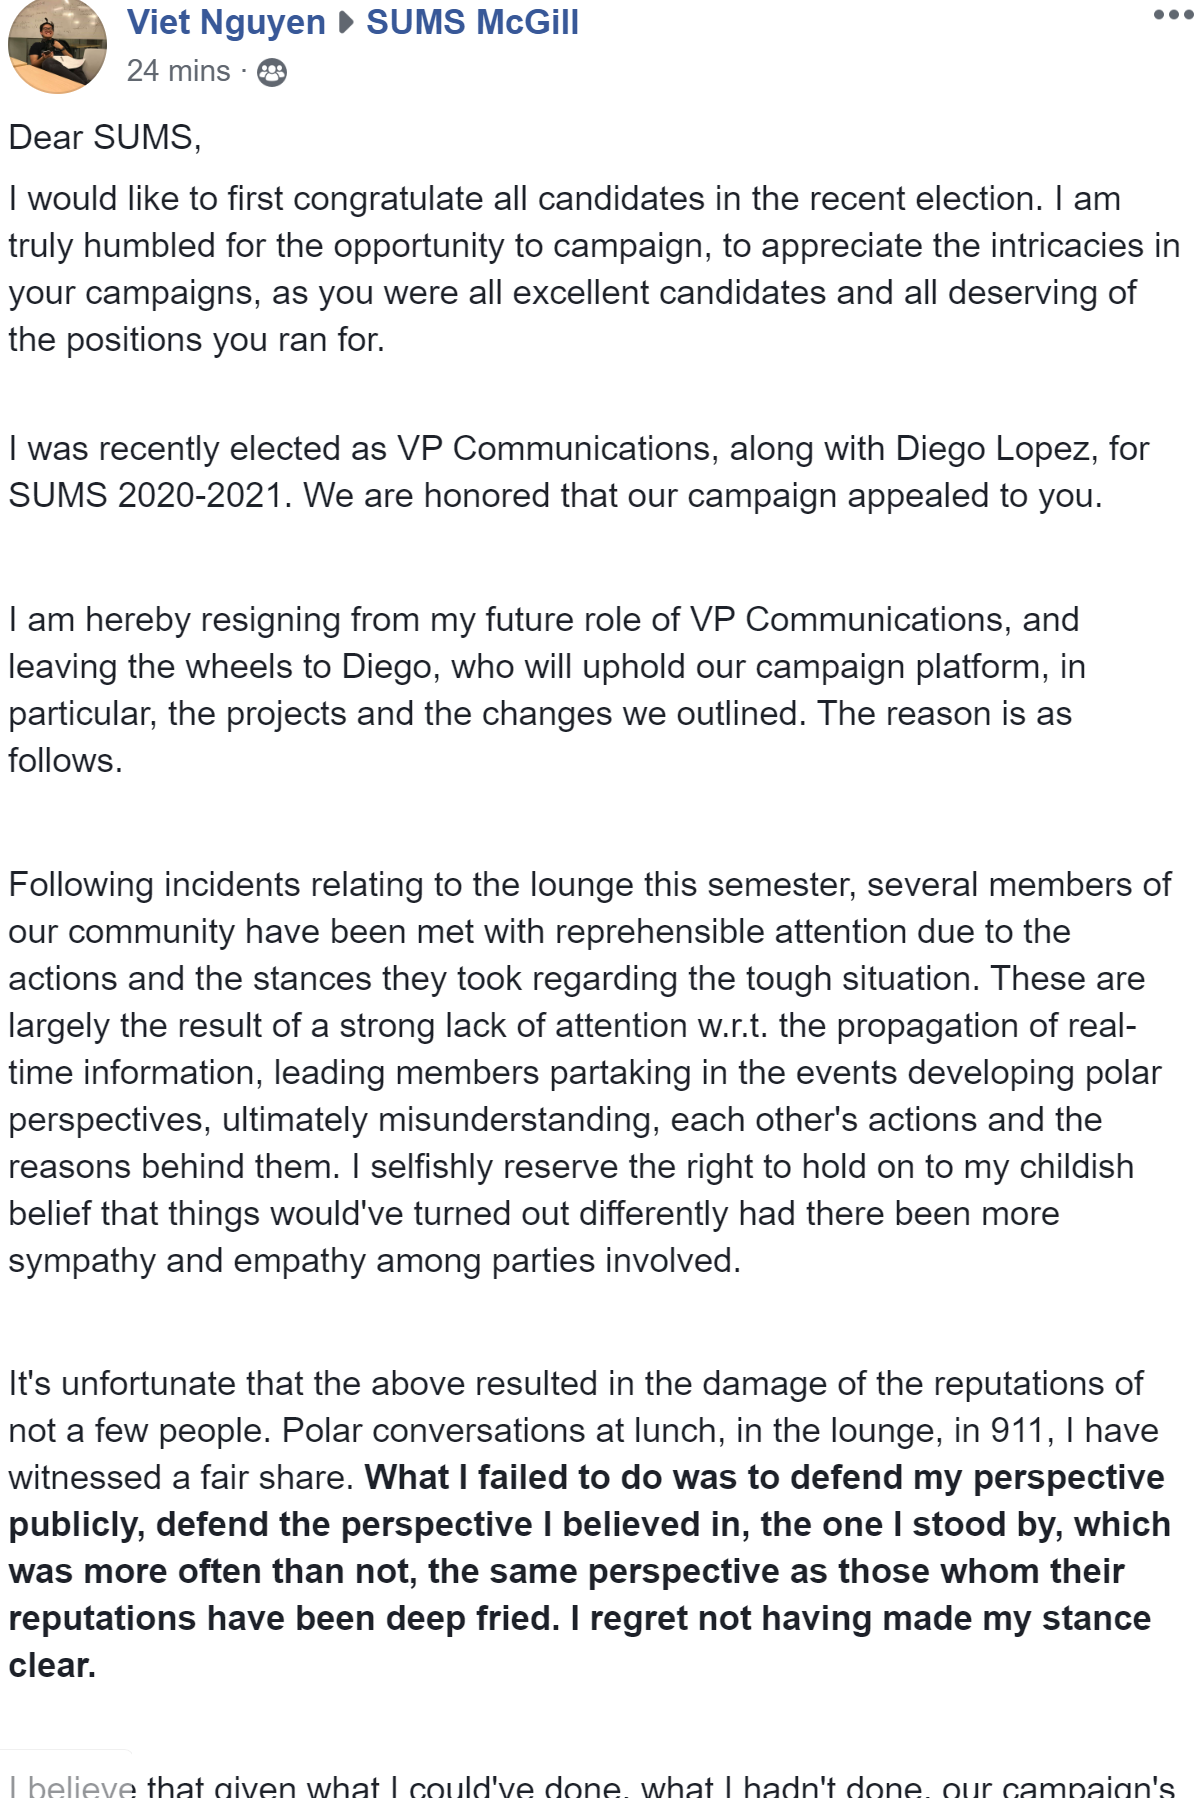 Viet Nguyen ▸ SUMS McGill
24 mins ·
Dear SUMS,
I would like to first congratulate all candidates in the recent election. I am
truly humbled for the opportunity to campaign, to appreciate the intricacies in
your campaigns, as you were all excellent candidates and all deserving of
the positions you ran for.
I was recently elected as VP Communications, along with Diego Lopez, for
SUMS 2020-2021. We are honored that our campaign appealed to you.
I am hereby resigning from my future role of VP Communications, and
leaving the wheels to Diego, who will uphold our campaign platform, in
particular, the projects and the changes we outlined. The reason is as
follows.
Following incidents relating to the lounge this semester, several members of
our community have been met with reprehensible attention due to the
actions and the stances they took regarding the tough situation. These are
largely the result of a strong lack of attention w.r.t. the propagation of real-
time information, leading members partaking in the events developing polar
perspectives, ultimately misunderstanding, each other's actions and the
reasons behind them. I selfishly reserve the right to hold on to my childish
belief that things would've turned out differently had there been more
sympathy and empathy among parties involved.
It's unfortunate that the above resulted in the damage of the reputations of
not a few people. Polar conversations at lunch, in the lounge, in 911, I have
witnessed a fair share. What I failed to do was to defend my perspective
publicly, defend the perspective I believed in, the one I stood by, which
was more often than not, the same perspective as those whom their
reputations have been deep fried. I regret not having made my stance
clear.
I believe that given what I could've done, what I hadn't done, our campaign's